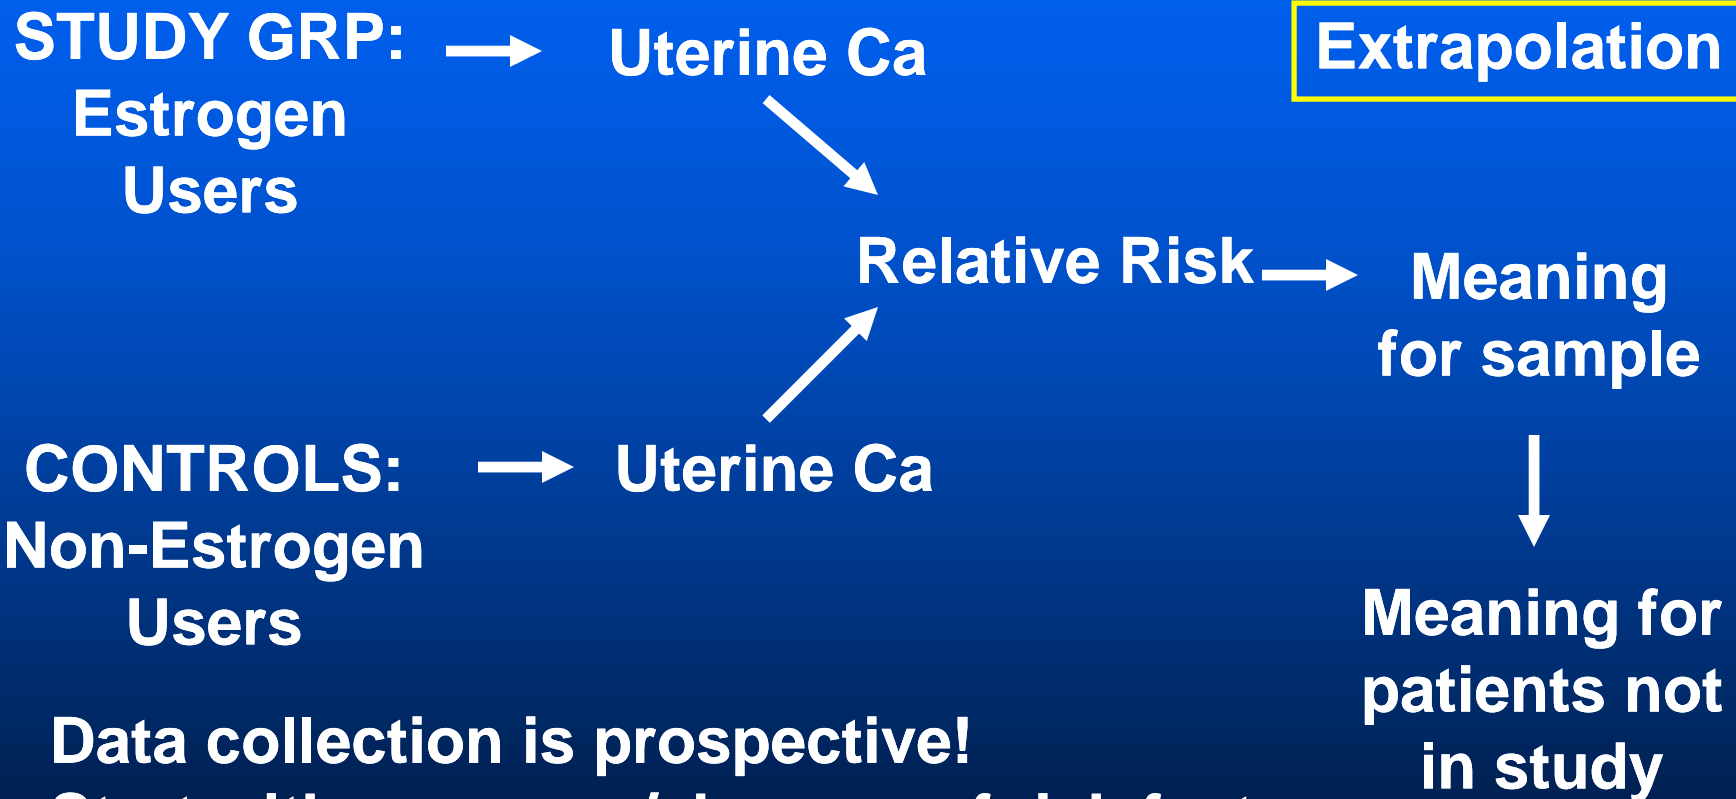 STUDY GRP:
Estrogen
Users
Uterine Ca
Extrapolation
Relative Risk
Meaning
for sample
CONTROLS:
Non-Estrogen
Users
Uterine Ca
Meaning for
patients not
in study
Data collection is prospective!